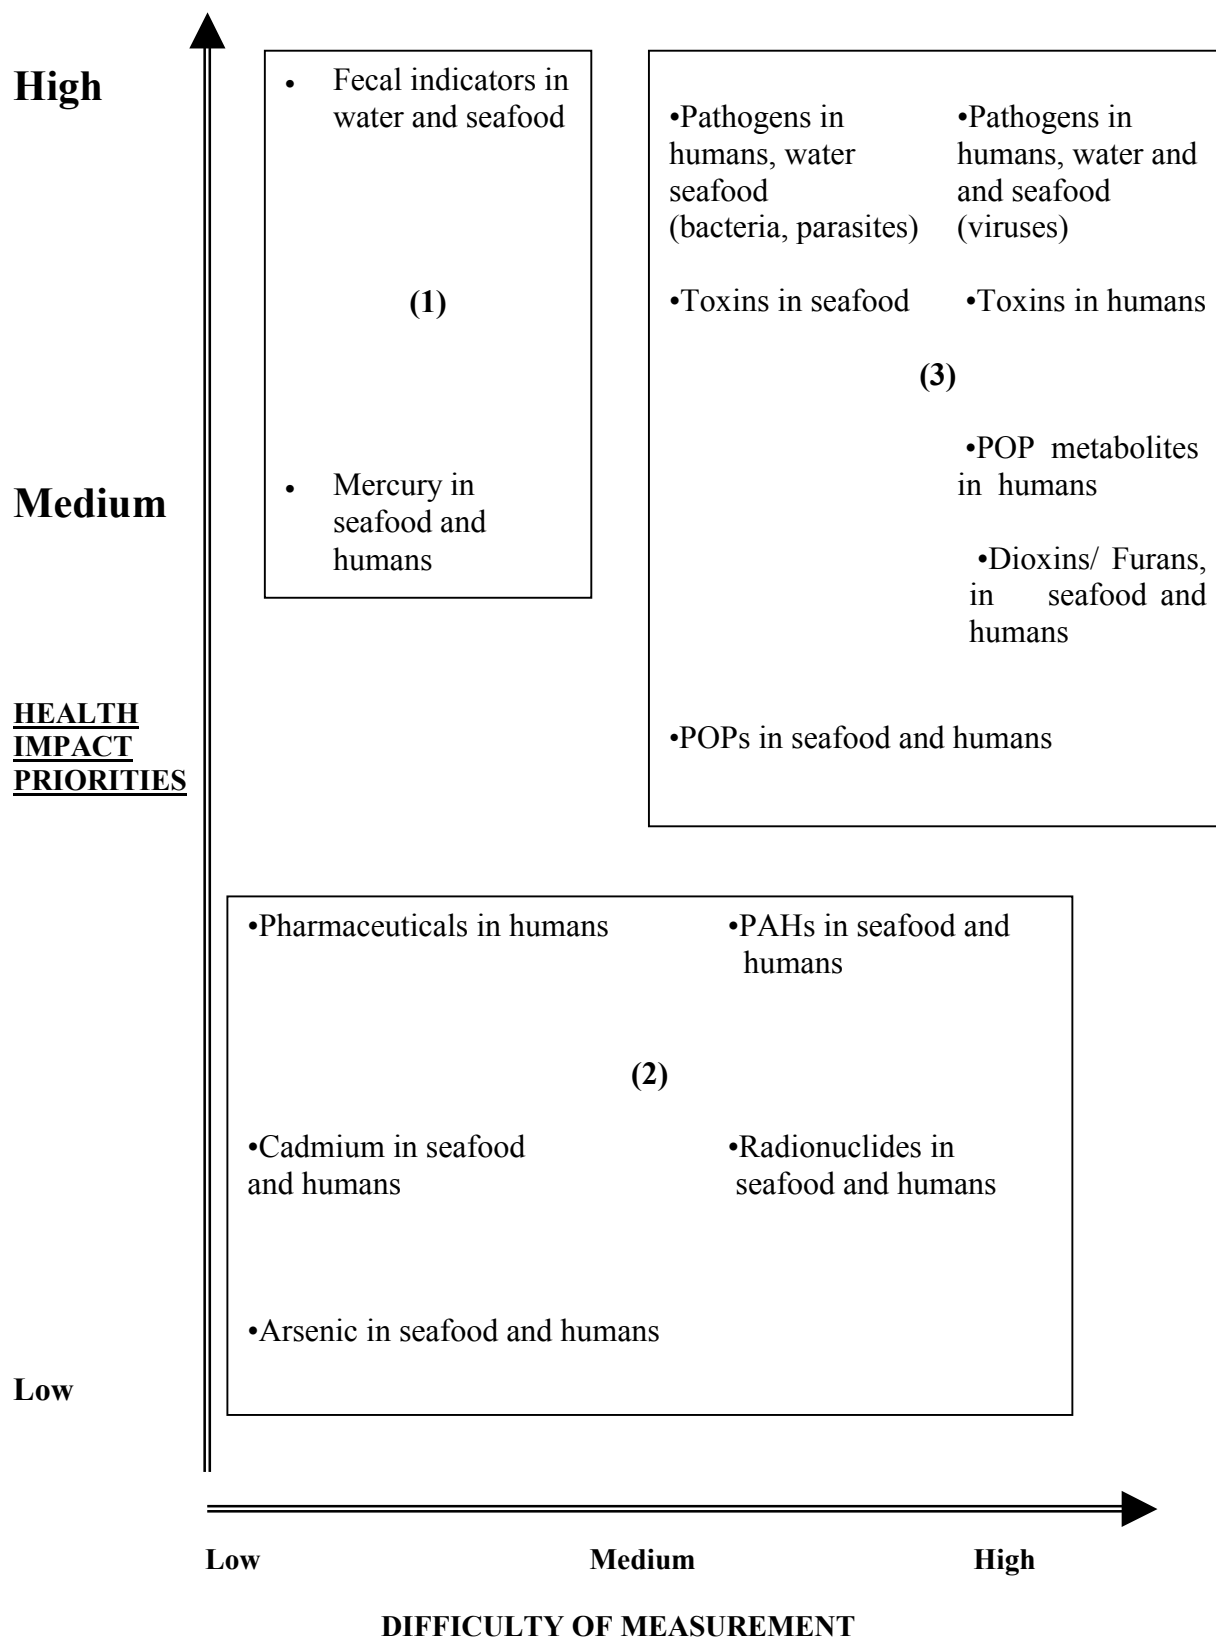 High
• Fecal indicators in
water and seafood
(1)
• Mercury in
seafood and
humans
•Pathogens in
humans, water
seafood
(bacteria, parasites)
•Pathogens in
humans, water and
and seafood
(viruses)
•Toxins in seafood
•Toxins in humans
(3)
•POP metabolites
in humans
•Dioxins/ Furans,
in seafood and
humans
•POPs in seafood and humans
Medium
HEALTH
IMPACT
PRIORITIES
•Pharmaceuticals in humans
•PAHs in seafood and
humans
(2)
•Cadmium in seafood
and humans
•Radionuclides in
seafood and humans
•Arsenic in seafood and humans
Low
Low
Medium
High
DIFFICULTY OF MEASUREMENT